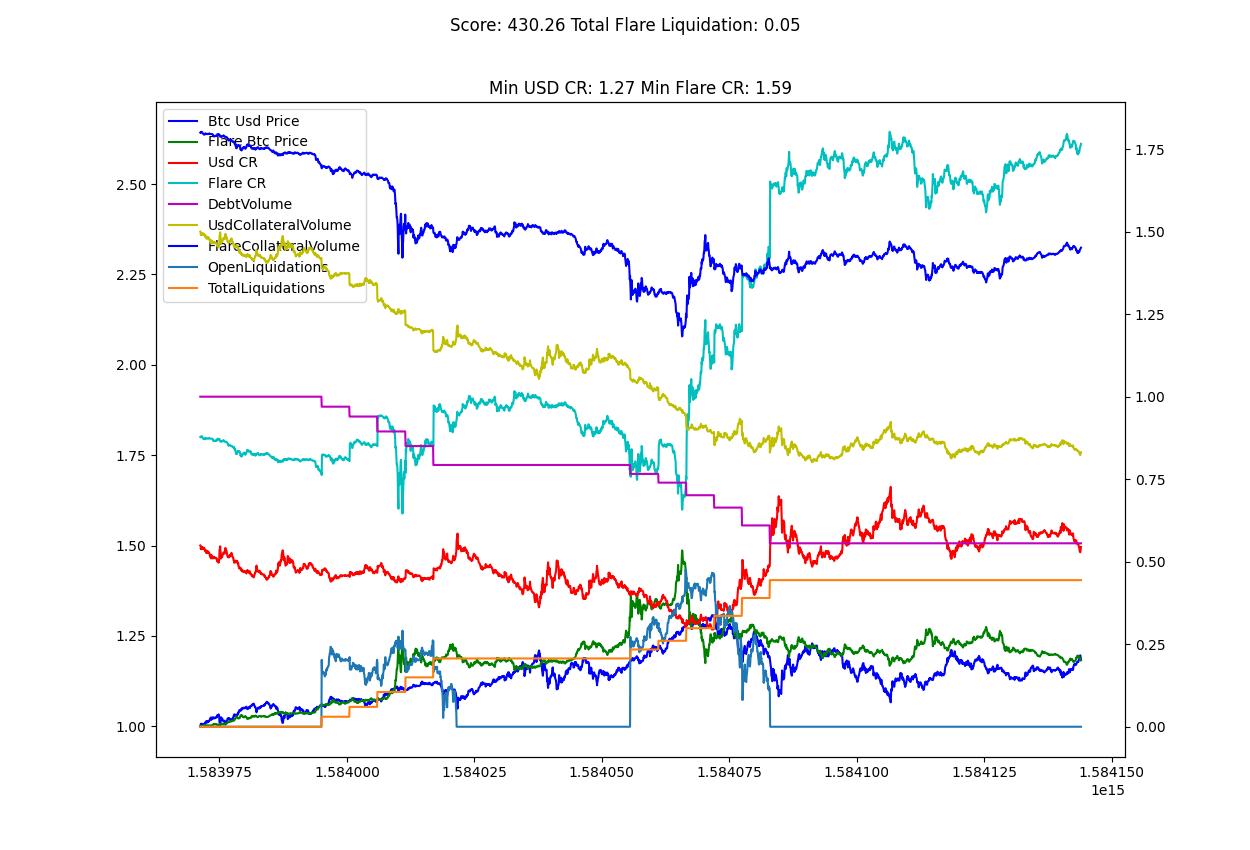 Score: 430.26 Total Flare Liquidation: 0.05
Min USD CR: 1.27 Min Flare CR: 1.59
Btc Usd Price
Flare Btc Price
Usd CR
Flare CR
DebtVolume
UsdCollateralVolume
FlareCollateralVolume
OpenLiquidations
TotalLiquidations
2.50
2.25
2.00
1.75
1.50
1.25
1.00
1.75
1.50
1.25
1.00
0.75
0.50
0.25
0.00
1.583975 1.584000 1.584025 1.584050 1.584075 1.584100 1.584125 1.584150
1e15